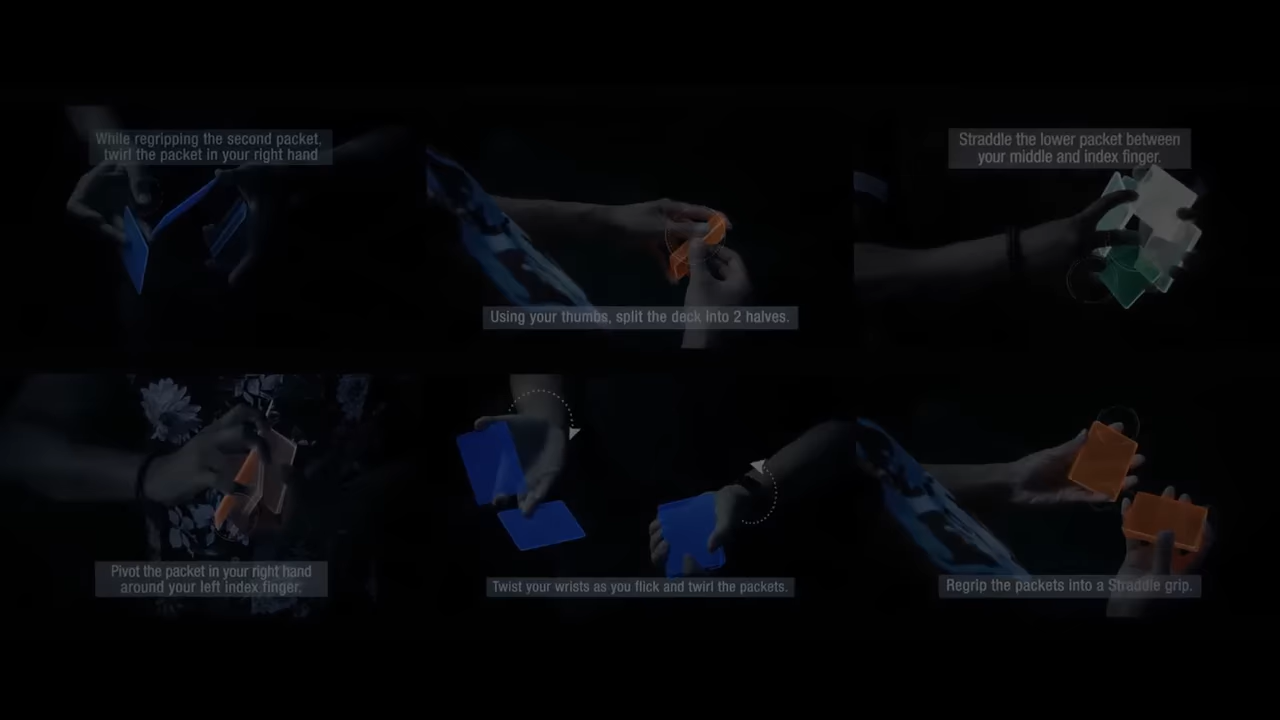 While regripping the second packet,
twirl the packet in your right hand
Using your thumbs, split the deck into 2 halves.
Straddle the lower packet between
your middle and index finger.
Pivot the packet in your right hand
around your left index finger.
Twist your wrists as you flick and twirl the packets.
Regrip the packets into a Straddle grip.